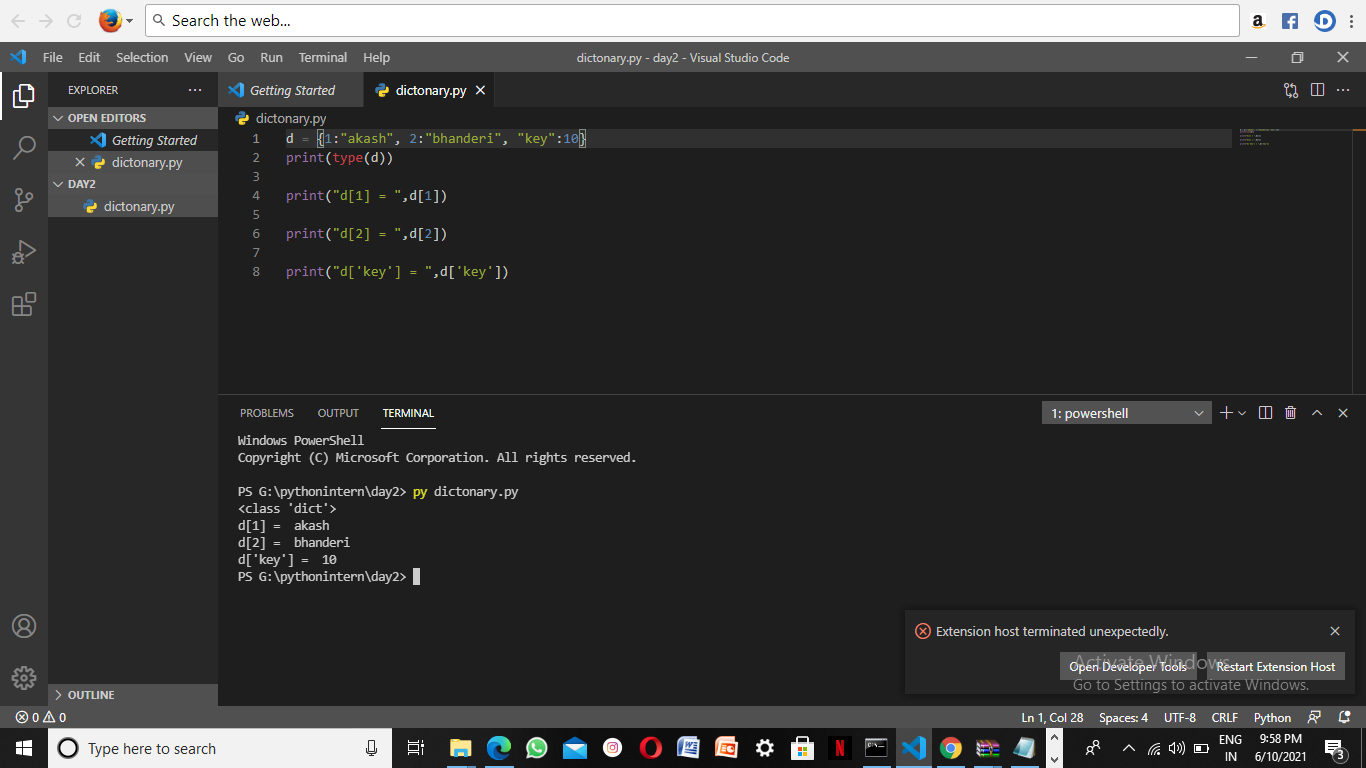 Search the web...
File Edit Selection View Go Run Terminal Help
dictonary.py - day2 - Visual Studio Code
EXPLORER
OPEN EDITORS
Getting Started
dictonary.py
DAY2
dictonary.py
OUTLINE
Getting Started dictonary.py
dictonary.py
1 d = {1:"akash", 2:"bhanderi", "key":10}
2 print(type(d))
3
4 print("d[1] = ",d[1])
5
6 print("d[2] = ",d[2])
7
8 print("d['key'] = ",d['key'])
PROBLEMS OUTPUT TERMINAL
1: powershell
Windows PowerShell
Copyright (C) Microsoft Corporation. All rights reserved.
PS G:\pythonintern\day2> py dictonary.py
<class 'dict'>
d[1] =  akash
d[2] =  bhanderi
d['key'] =  10
PS G:\pythonintern\day2>
Extension host terminated unexpectedly.
Open Developer Tools Restart Extension Host
Activate Windows
Go to Settings to activate Windows.
0 0
Ln 1, Col 28 Spaces: 4 UTF-8 CRLF Python
Type here to search
ENG
IN
9:58 PM
6/10/2021
3